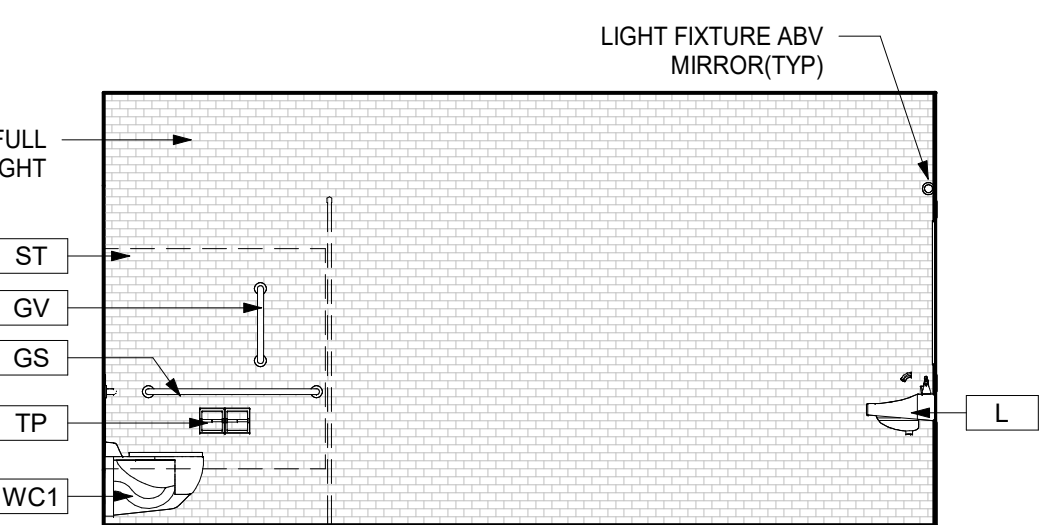 LIGHT FIXTURE ABV
MIRROR(TYP)
FULL
GHT
ST
GV
GS
TP
L
WC1